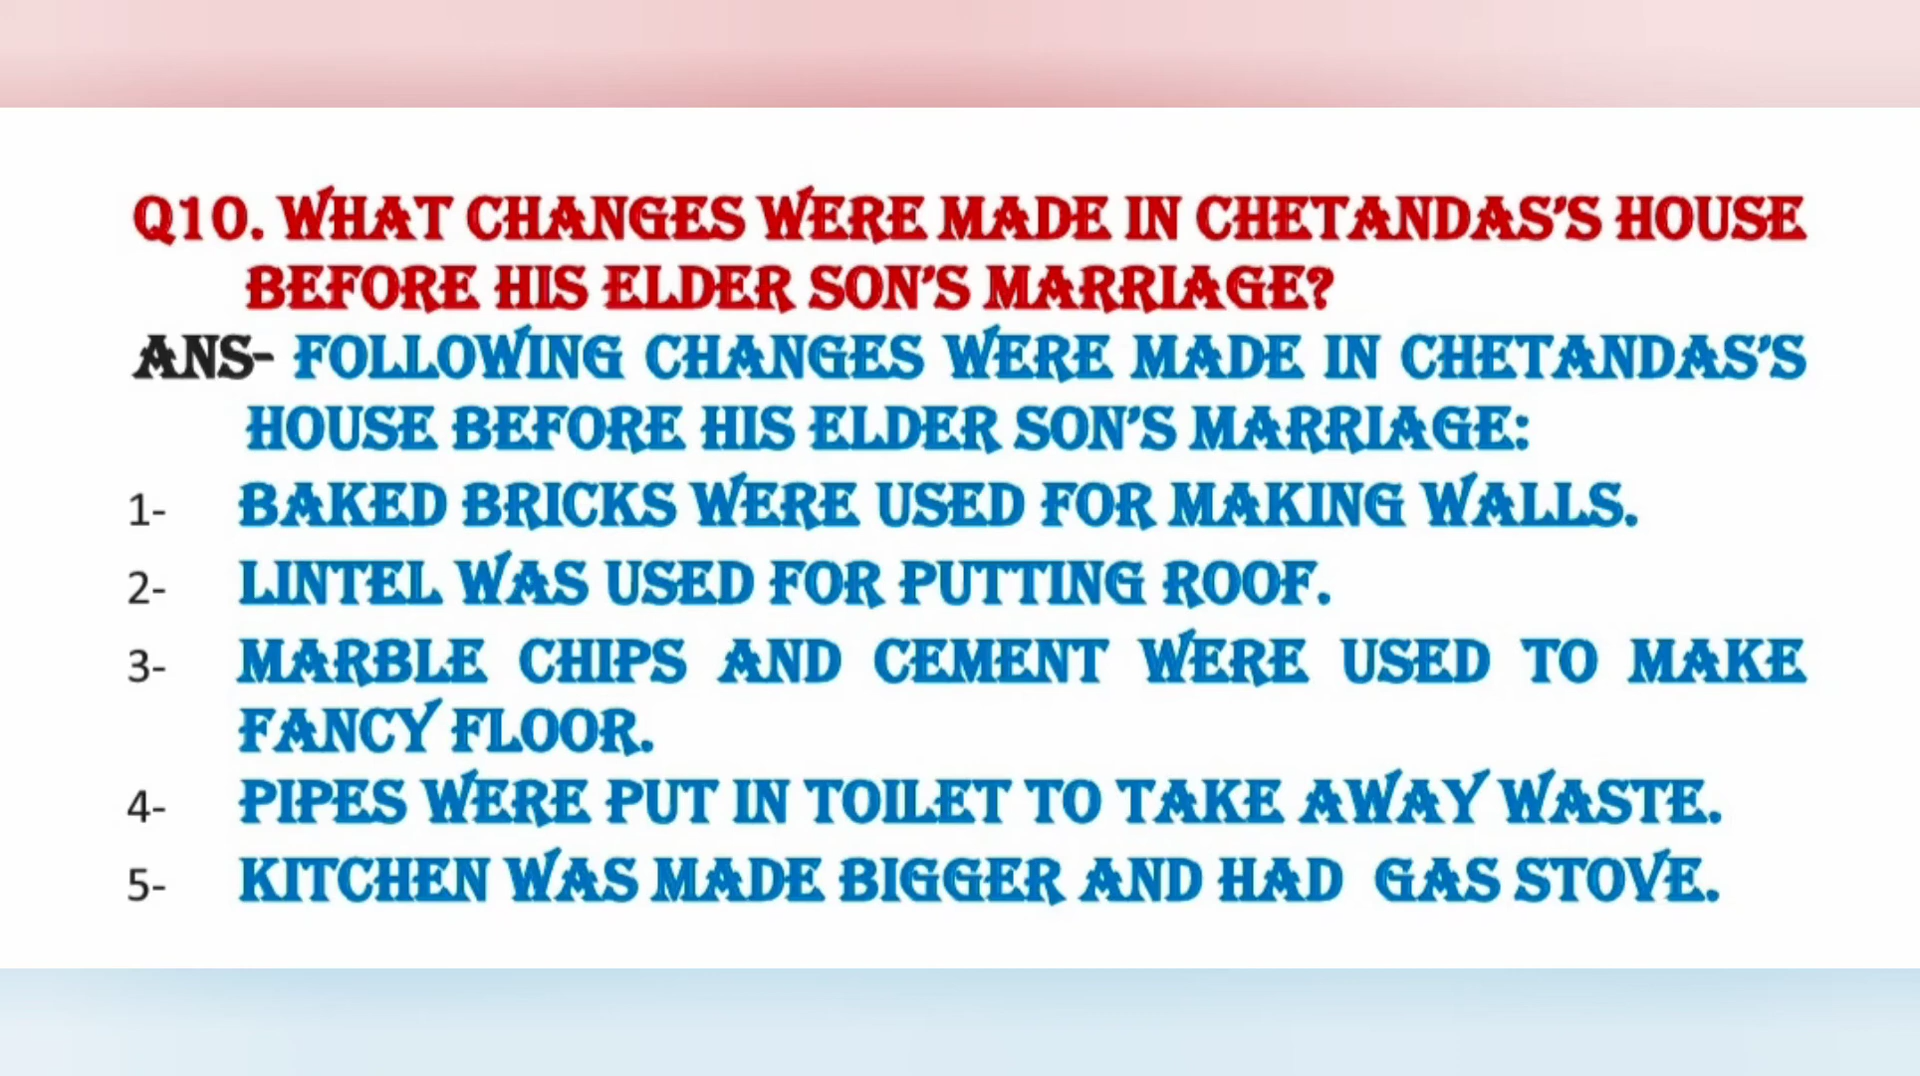 Q10. WHAT CHANGES WERE MADE IN CHETANDAS'S HOUSE
BEFORE HIS ELDER SON'S MARRIAGE?
ANS- FOLLOWING CHANGES WERE MADE IN CHETANDAS'S
HOUSE BEFORE HIS ELDER SON'S MARRIAGE:
1- BAKED BRICKS WERE USED FOR MAKING WALLS.
2- LINTEL WAS USED FOR PUTTING ROOF.
3- MARBLE CHIPS AND CEMENT WERE USED TO MAKE
FANCY FLOOR.
4- PIPES WERE PUT IN TOILET TO TAKE AWAY WASTE.
5- KITCHEN WAS MADE BIGGER AND HAD GAS STOVE.